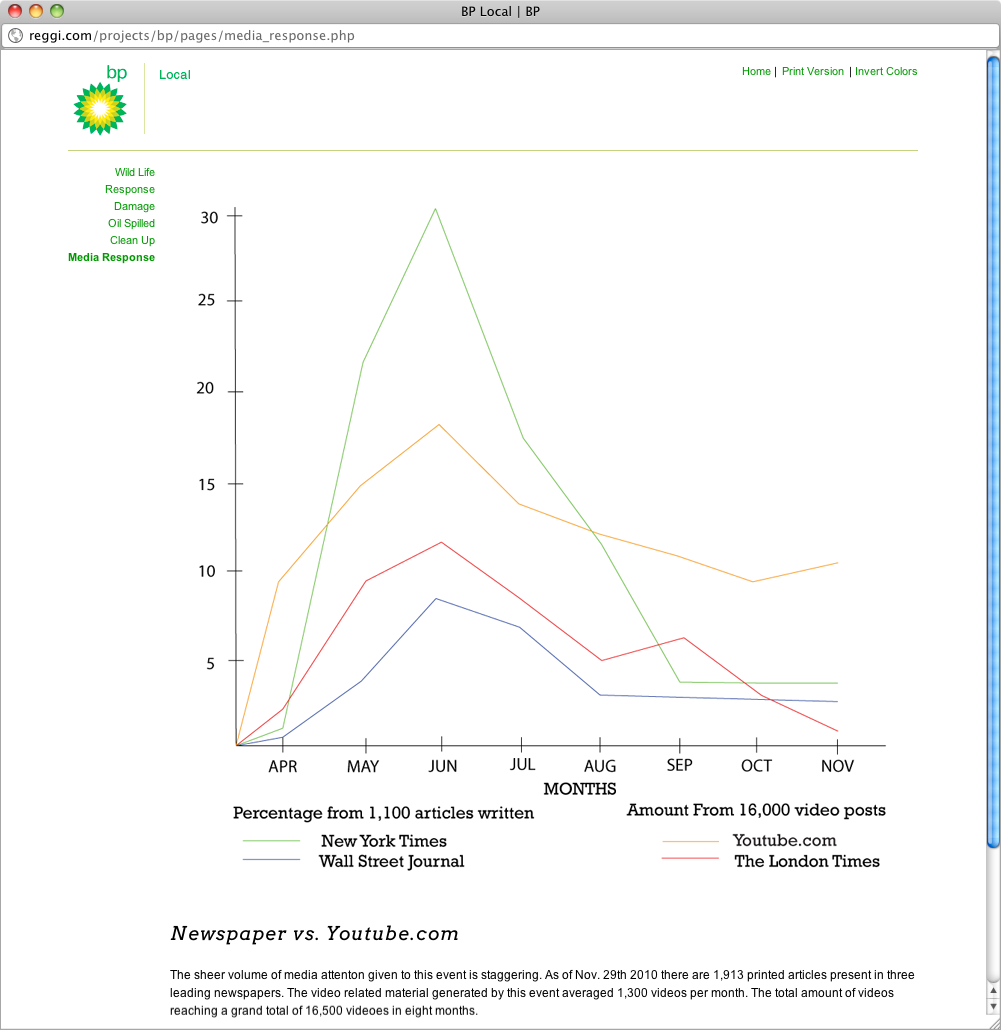 BP Local | BP
reggi.com/projects/bp/pages/media_response.php
bp
Local
Home | Print Version | Invert Colors
Wild Life
Response
Damage
Oil Spilled
Clean Up
Media Response
30
25
20
15
10
5
APR MAY JUN JUL AUG SEP OCT NOV
MONTHS
Percentage from 1,100 articles written
New York Times
Wall Street Journal
Amount From 16,000 video posts
Youtube.com
The London Times
Newspaper vs. Youtube.com
The sheer volume of media attenton given to this event is staggering. As of Nov. 29th 2010 there are 1,913 printed articles present in three
leading newspapers. The video related material generated by this event averaged 1,300 videos per month. The total amount of videos
reaching a grand total of 16,500 videoes in eight months.